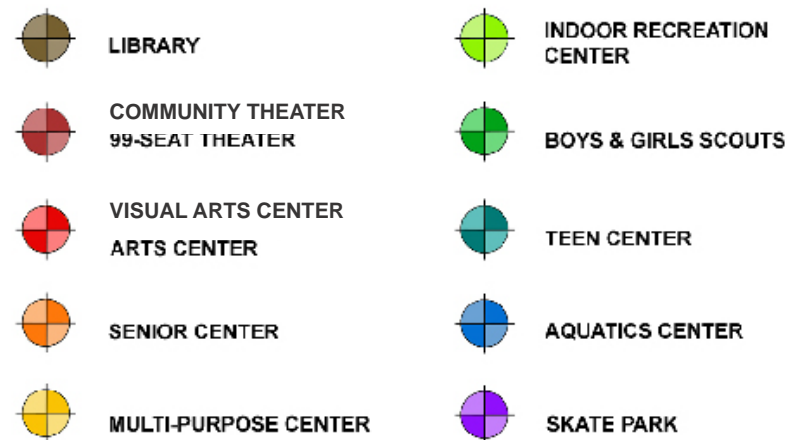 LIBRARY
COMMUNITY THEATER
99-SEAT THEATER
VISUAL ARTS CENTER
ARTS CENTER
SENIOR CENTER
MULTI-PURPOSE CENTER
INDOOR RECREATION
CENTER
BOYS & GIRLS SCOUTS
TEEN CENTER
AQUATICS CENTER
SKATE PARK